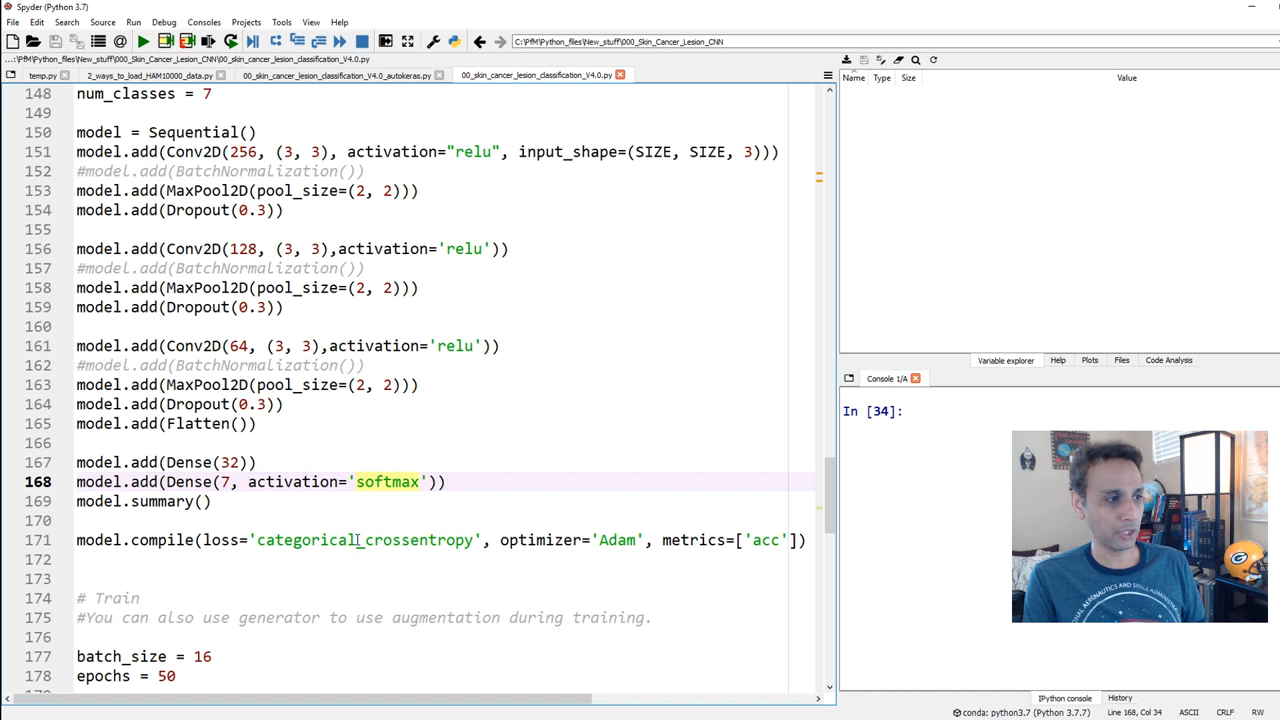 Spyder (Python 3.7)
File Edit Search Source Run Debug Consoles Projects Tools View Help
C:\PfM\Python_files\New_stuff\000_Skin_Cancer_Lesion_CNN
...:\PfM\Python_files\New_stuff\000_Skin_Cancer_Lesion_CNN\00_skin_cancer_lesion_classification_V4.0.py
temp.py 2_ways_to_load_HAM10000_data.py 00_skin_cancer_lesion_classification_V4.0_autokeras.py 00_skin_cancer_lesion_classification_V4.0.py
148 num_classes = 7
149
150 model = Sequential()
151 model.add(Conv2D(256, (3, 3), activation="relu", input_shape=(SIZE, SIZE, 3)))
152 #model.add(BatchNormalization())
153 model.add(MaxPool2D(pool_size=(2, 2)))
154 model.add(Dropout(0.3))
155
156 model.add(Conv2D(128, (3, 3),activation='relu'))
157 #model.add(BatchNormalization())
158 model.add(MaxPool2D(pool_size=(2, 2)))
159 model.add(Dropout(0.3))
160
161 model.add(Conv2D(64, (3, 3),activation='relu'))
162 #model.add(BatchNormalization())
163 model.add(MaxPool2D(pool_size=(2, 2)))
164 model.add(Dropout(0.3))
165 model.add(Flatten())
166
167 model.add(Dense(32))
168 model.add(Dense(7, activation='softmax'))
169 model.summary()
170
171 model.compile(loss='categorical_crossentropy', optimizer='Adam', metrics=['acc'])
172
173
174 # Train
175 #You can also use generator to use augmentation during training.
176
177 batch_size = 16
178 epochs = 50
Name Type Size Value
Variable explorer Help Plots Files Code Analysis
Console 1/A
In [34]:
IPython console History
conda: python3.7 (Python 3.7.7) Line 168, Col 34 ASCII CRLF RW